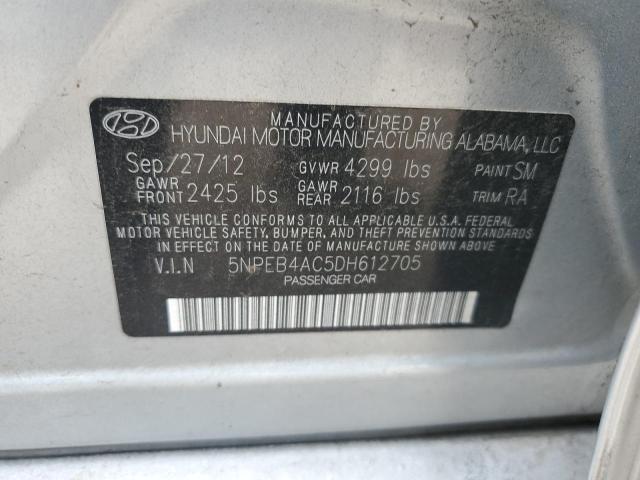 MANUFACTURED BY
HYUNDAI MOTOR MANUFACTURING ALABAMA, LLC
Sep/27/12 GVWR 4299 lbs PAINT SM
GAWR FRONT 2425 lbs GAWR REAR 2116 lbs TRIM RA
THIS VEHICLE CONFORMS TO ALL APPLICABLE U.S.A. FEDERAL
MOTOR VEHICLE SAFETY, BUMPER, AND THEFT PREVENTION STANDARDS
IN EFFECT ON THE DATE OF MANUFACTURE SHOWN ABOVE.
V.I.N 5NPEB4AC5DH612705
PASSENGER CAR